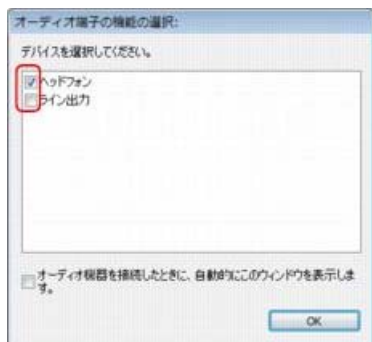 オーディオ端子の機能の選択:
デバイスを選択してください。
ヘッドフォン
ライン出力
オーディオ機器を接続したときに、自動的にこのウィンドウを表示しま
す。
OK